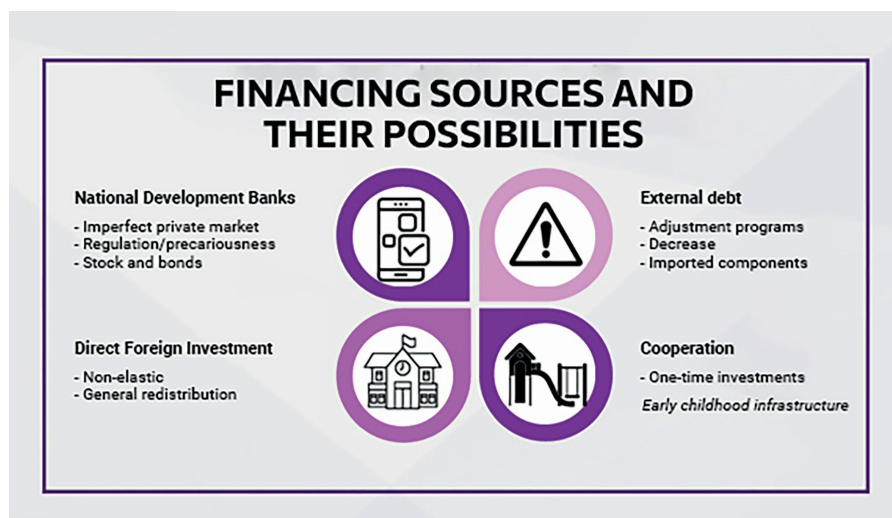 FINANCING SOURCES AND
THEIR POSSIBILITIES
National Development Banks
- Imperfect private market
- Regulation/precariousness
- Stock and bonds
External debt
- Adjustment programs
- Decrease
- Imported components
Direct Foreign Investment
- Non-elastic
- General redistribution
Cooperation
- One-time investments
Early childhood infrastructure